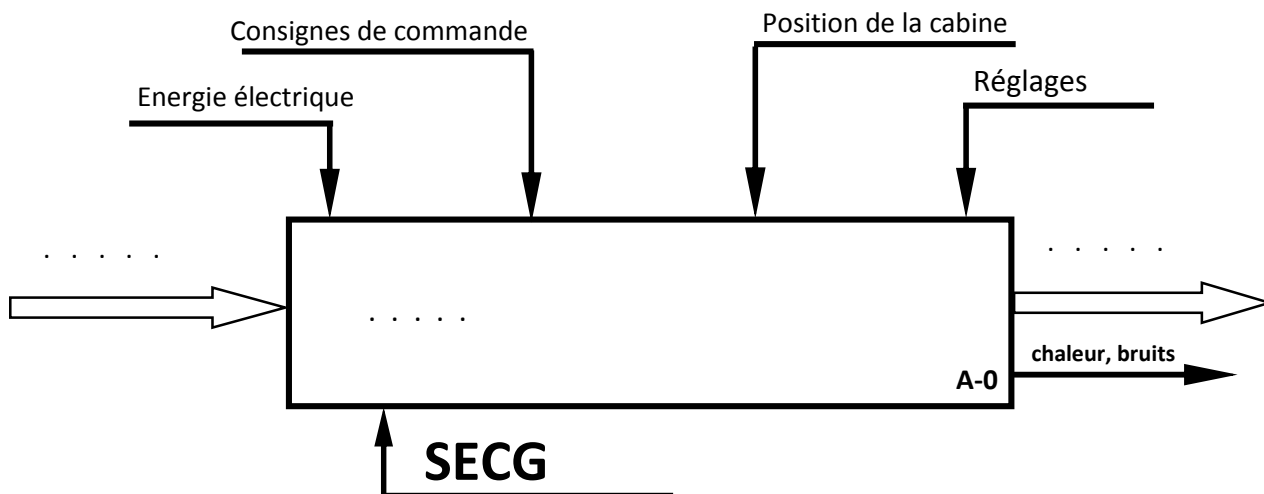 Consignes de commande
Position de la cabine
Energie électrique
Réglages
. . . . .
. . . . .
. . . . .
chaleur, bruits
A-0
SECG